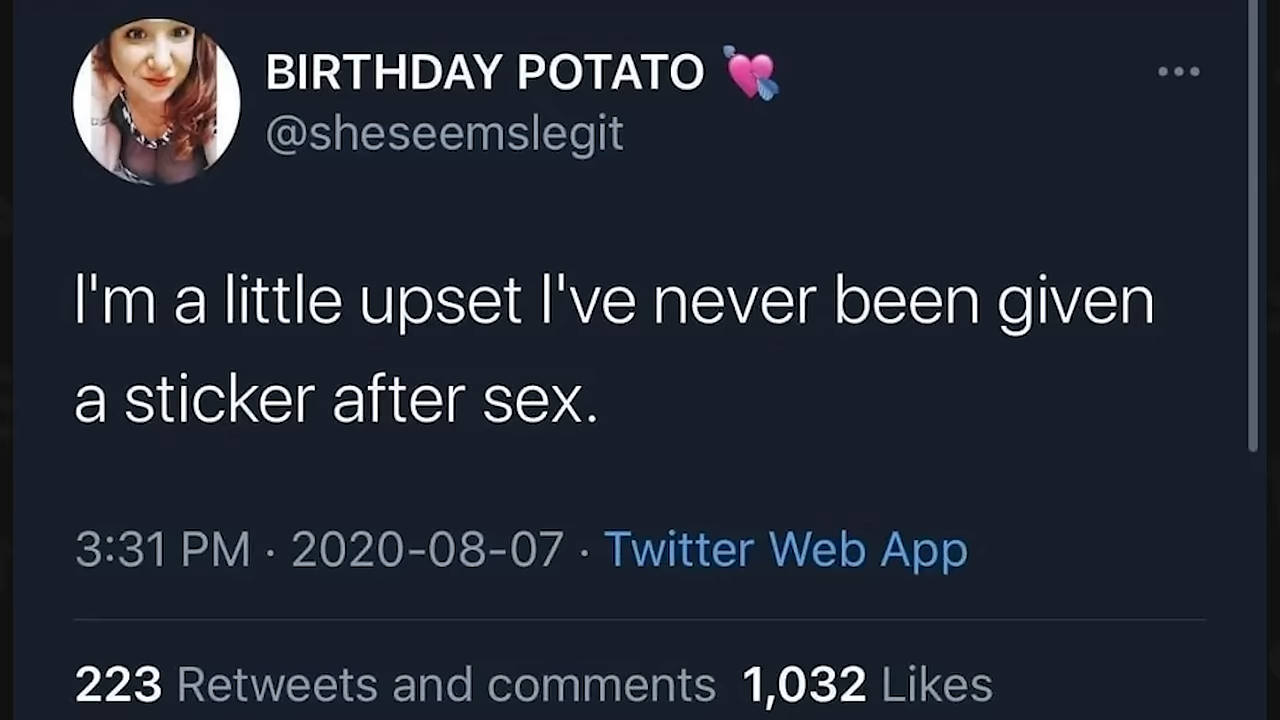 BIRTHDAY POTATO 💘
@sheseemslegit
I'm a little upset I've never been given
a sticker after sex.
3:31 PM · 2020-08-07 · Twitter Web App
223 Retweets and comments 1,032 Likes